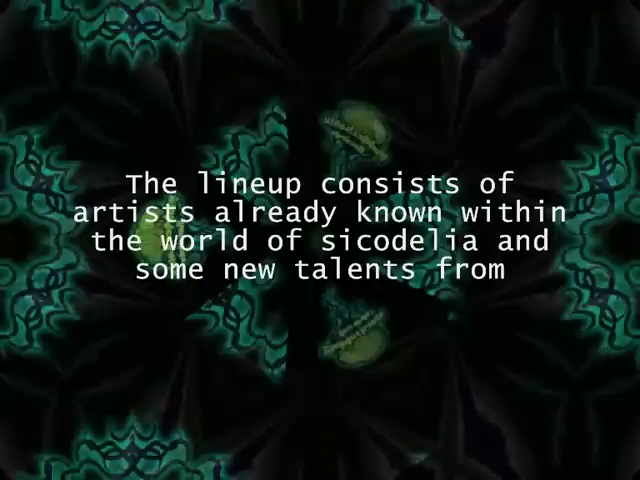 The lineup consists of
artists already known within
the world of sicodelia and
some new talents from